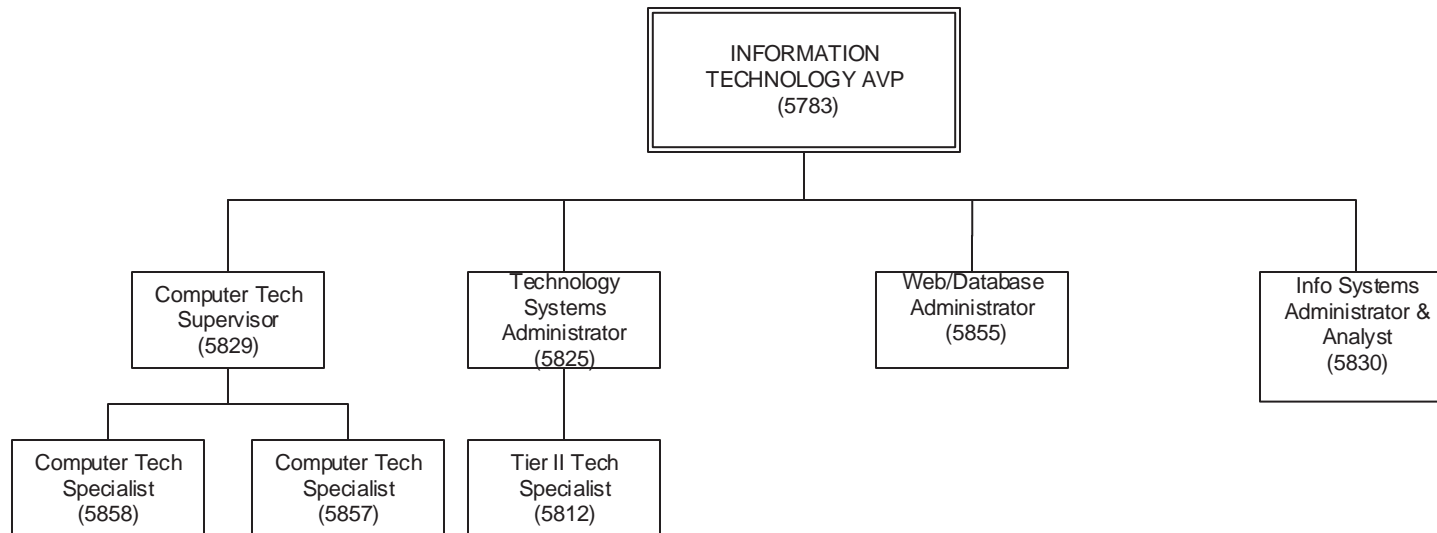 INFORMATION
TECHNOLOGY AVP
(5783)
Computer Tech
Supervisor
(5829)
Technology
Systems
Administrator
(5825)
Web/Database
Administrator
(5855)
Info Systems
Administrator &
Analyst
(5830)
Computer Tech
Specialist
(5858)
Computer Tech
Specialist
(5857)
Tier II Tech
Specialist
(5812)